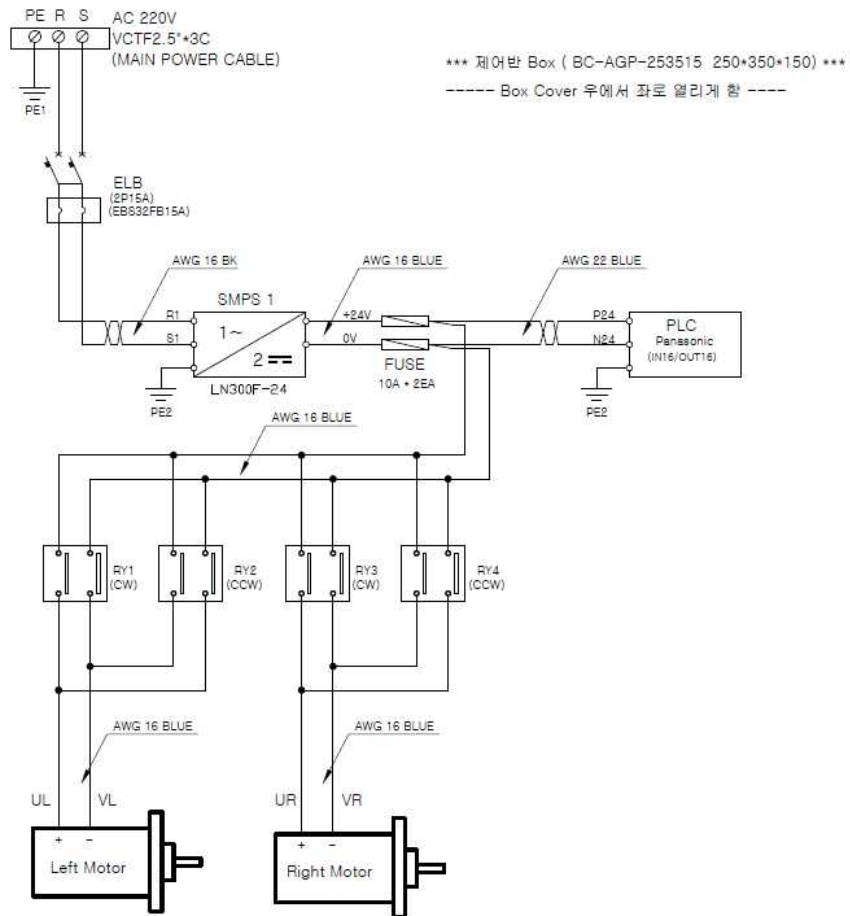 PE R S AC 220V
VCTF2.5"*3C
(MAIN POWER CABLE)
*** 제어반 Box ( BC-AGP-253515 250*350*150) ***
----- Box Cover 우에서 좌로 열리게 함 ----
PE1
ELB
(2P15A)
(EBS32FB15A)
AWG 16 BK
AWG 16 BLUE
AWG 22 BLUE
SMPS 1
R1
S1
1~
2
+24V
0V
P24
N24
PLC
Panasonic
(IN16/OUT16)
FUSE
10A * 2EA
LN300F-24
PE2
PE2
AWG 16 BLUE
RY1
(CW)
RY2
(CCW)
RY3
(CW)
RY4
(CCW)
AWG 16 BLUE
AWG 16 BLUE
UL VL
UR VR
+ -
+ -
Left Motor
Right Motor